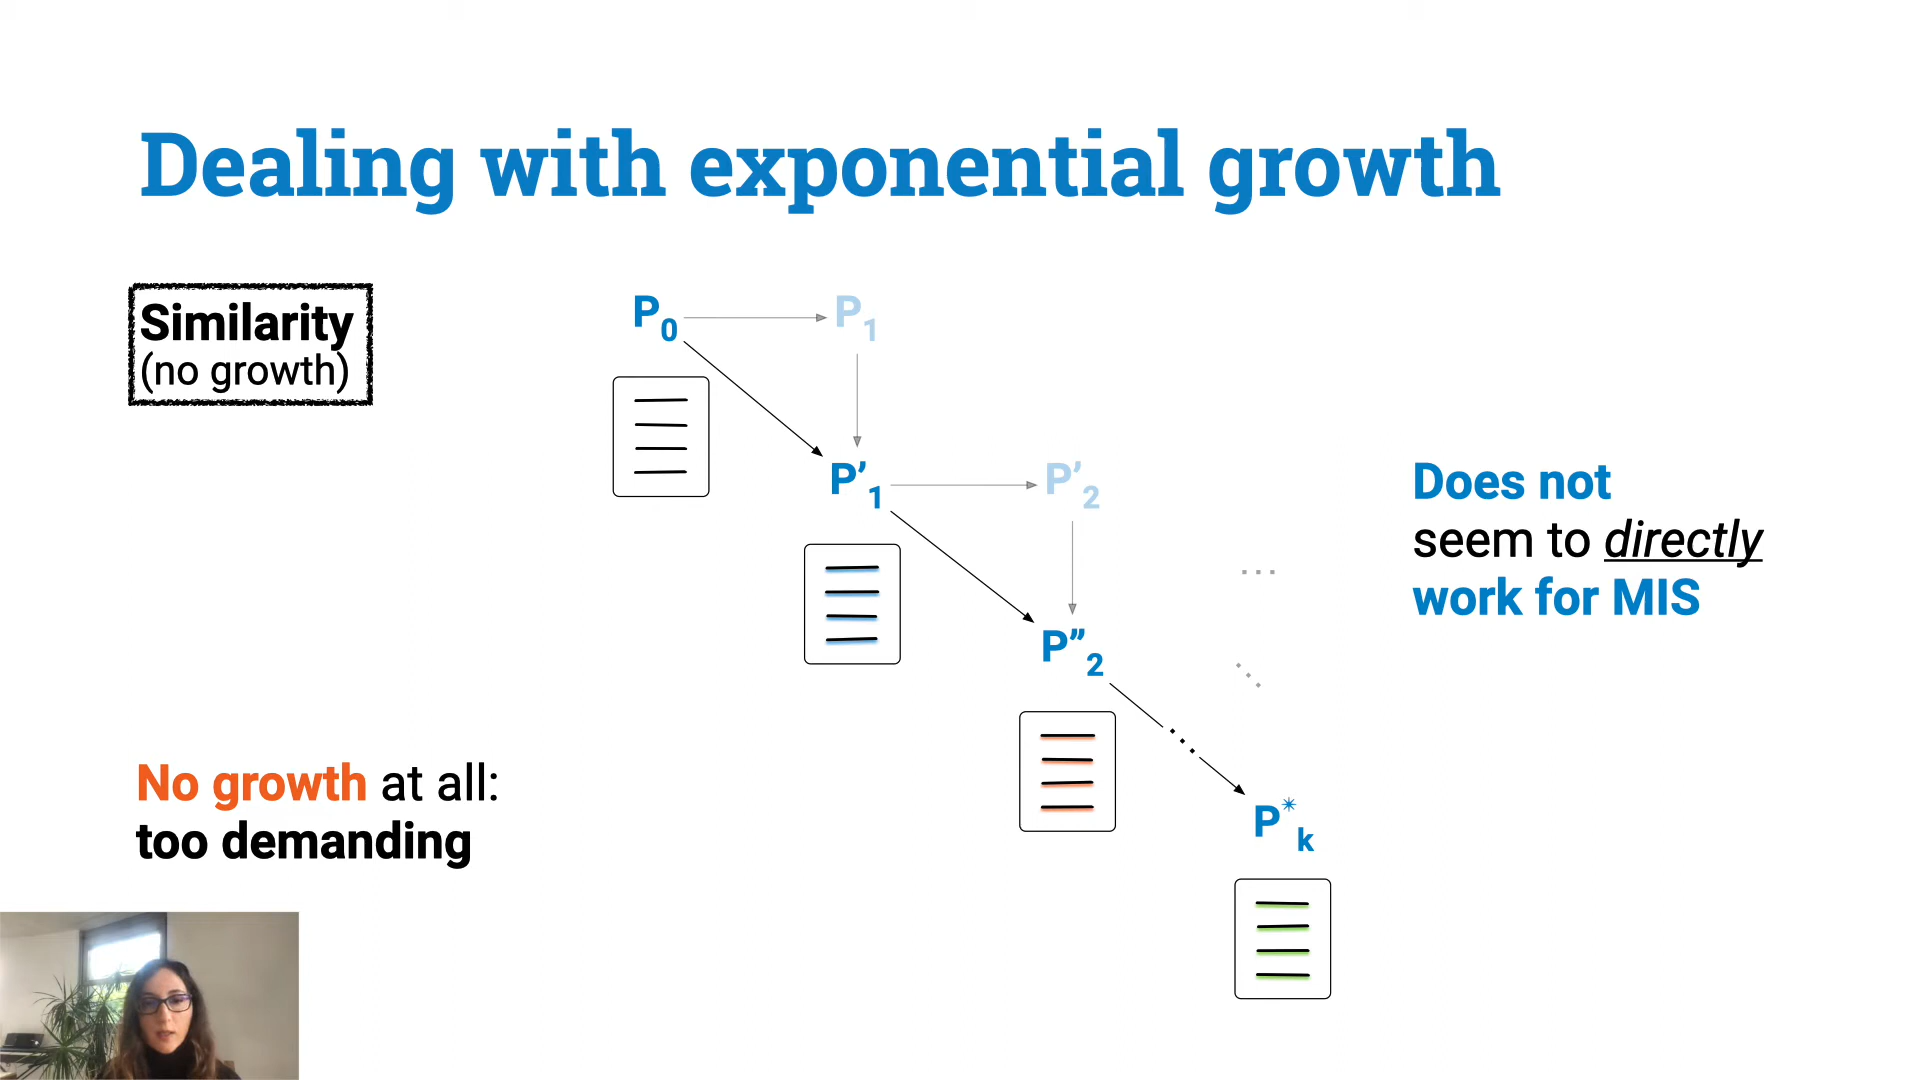 Dealing with exponential growth
Similarity
(no growth)
P0
P1
P’1
P’2
P”2
...
P*k
Does not
seem to directly
work for MIS
No growth at all:
too demanding